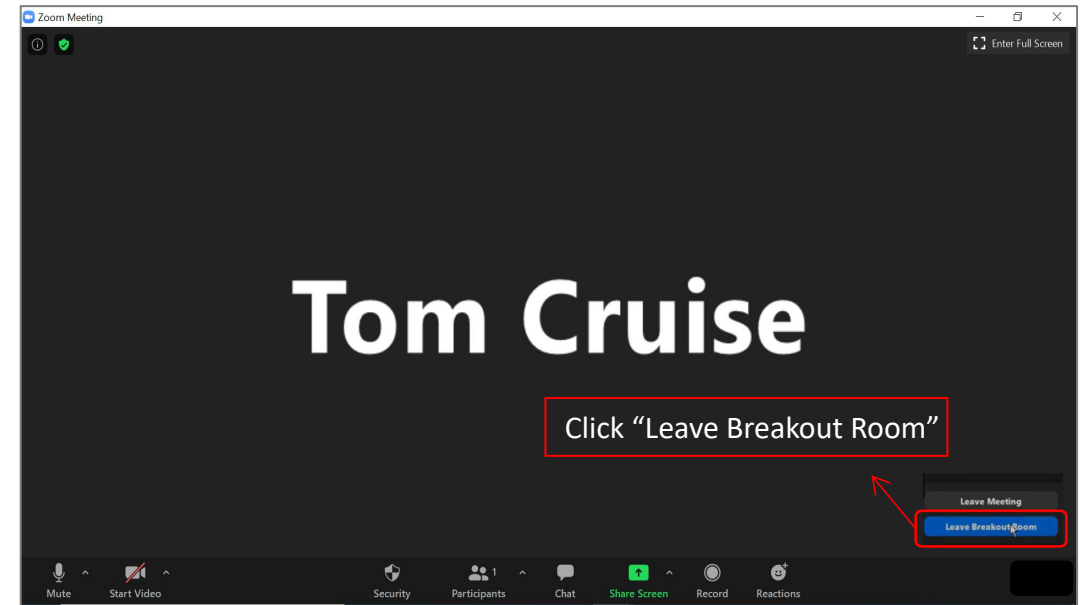 Zoom Meeting
Enter Full Screen
Tom Cruise
Click “Leave Breakout Room”
Leave Meeting
Leave Breakout Room
Mute
Start Video
Security
Participants
1
Chat
Share Screen
Record
Reactions